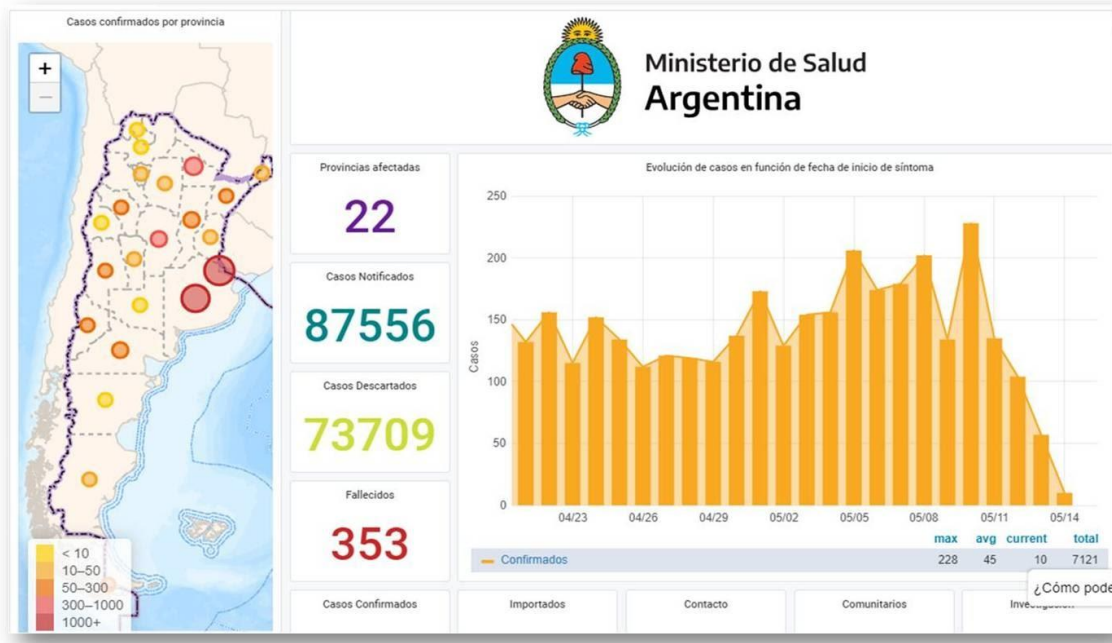 Casos confirmados por provincia
+
−
< 10
10–50
50–300
300–1000
1000+
Ministerio de Salud
Argentina
Provincias afectadas
22
Casos Notificados
87556
Casos Descartados
73709
Fallecidos
353
Evolución de casos en función de fecha de inicio de síntoma
Casos
250
200
150
100
50
0
04/23 04/26 04/29 05/02 05/05 05/08 05/11 05/14
max avg current total
Confirmados 228 45 10 7121
¿Cómo pode
Casos Confirmados
Importados
Contacto
Comunitarios